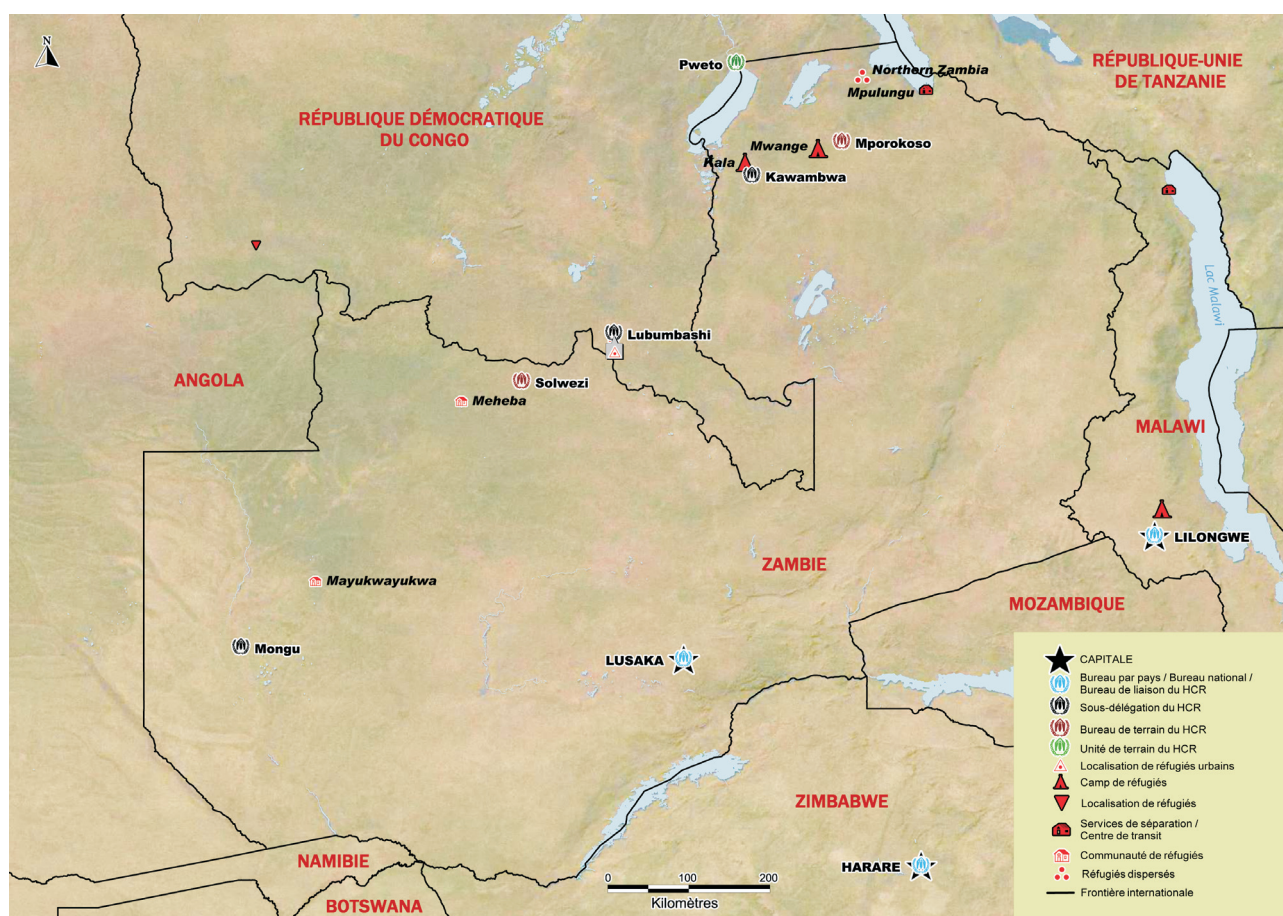 N
Pweto
Northern Zambia
Mpulungu
RÉPUBLIQUE-UNIE
DE TANZANIE
RÉPUBLIQUE DÉMOCRATIQUE
DU CONGO
Mwange
Mporokoso
Kala
Kawambwa
Lac Malawi
Lubumbashi
ANGOLA
Solwezi
Meheba
MALAWI
LILONGWE
ZAMBIE
Mayukwayukwa
MOZAMBIQUE
Mongu
LUSAKA
ZIMBABWE
NAMIBIE
HARARE
BOTSWANA
0 100 200
Kilomètres
CAPITALE
Bureau par pays / Bureau national /
Bureau de liaison du HCR
Sous-délégation du HCR
Bureau de terrain du HCR
Unité de terrain du HCR
Localisation de réfugiés urbains
Camp de réfugiés
Localisation de réfugiés
Services de séparation /
Centre de transit
Communauté de réfugiés
Réfugiés dispersés
Frontière internationale